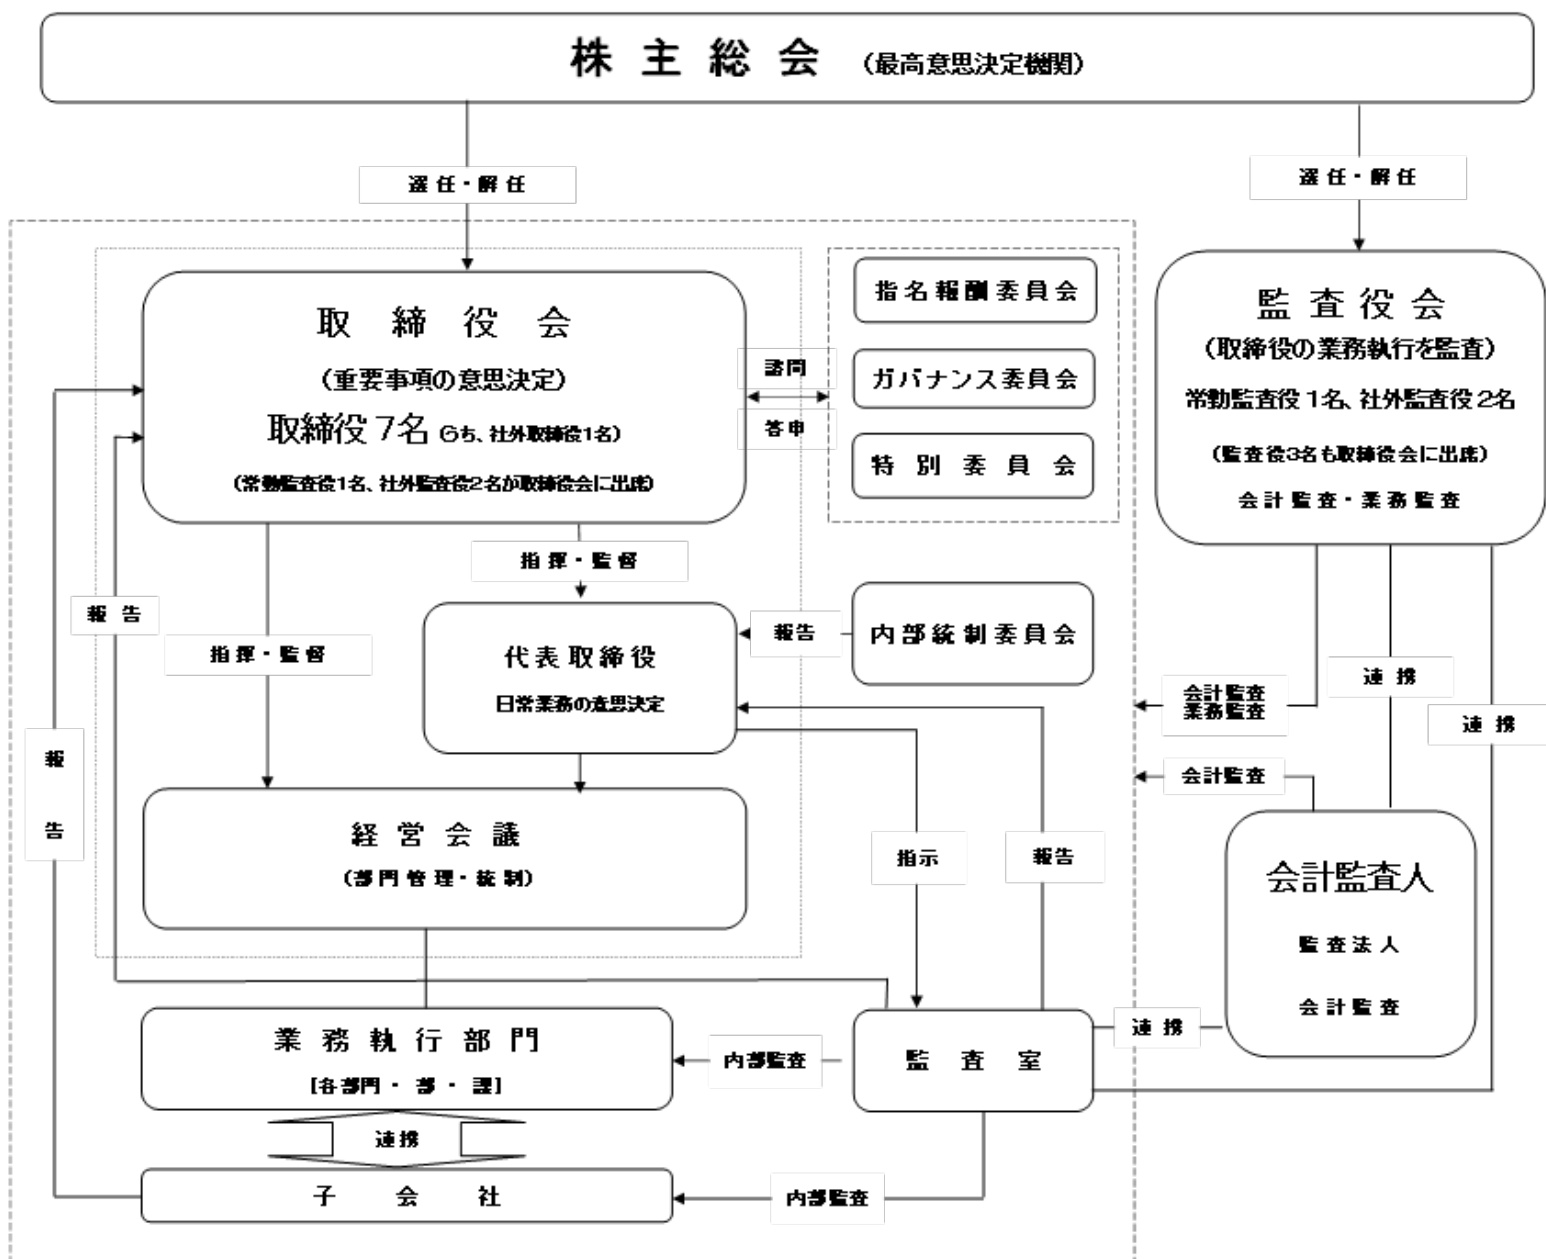 株主総会 (最高意思決定機関)
選任・解任
選任・解任
取締役会
(重要事項の意思決定)
取締役7名 (うち、社外取締役1名)
(常勤監査役1名、社外監査役2名が取締役会に出席)
諮問
答申
指名報酬委員会
ガバナンス委員会
特別委員会
監査役会
(取締役の業務執行を監査)
常勤監査役1名、社外監査役2名
(監査役3名も取締役会に出席)
会計監査・業務監査
指揮・監督
報告
指揮・監督
代表取締役
日常業務の意思決定
報告
内部統制委員会
連携
会計監査
業務監査
連携
報告
会計監査
経営会議
(部門管理・統制)
指示
報告
会計監査人
監査法人
会計監査
業務執行部門
[各部門・部・課]
内部監査
監査室
連携
連携
子会社
内部監査